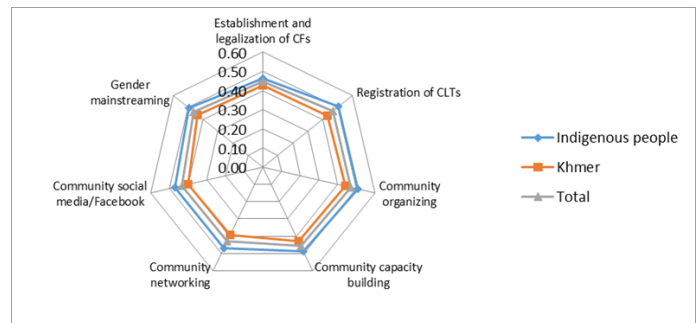 Establishment and
legalization of CFs
0.60
0.50
0.40
0.30
0.20
0.10
0.00
Registration of CLTs
Community
organizing
Community capacity
building
Community
networking
Community social
media/Facebook
Gender
mainstreaming
Indigenous people
Khmer
Total